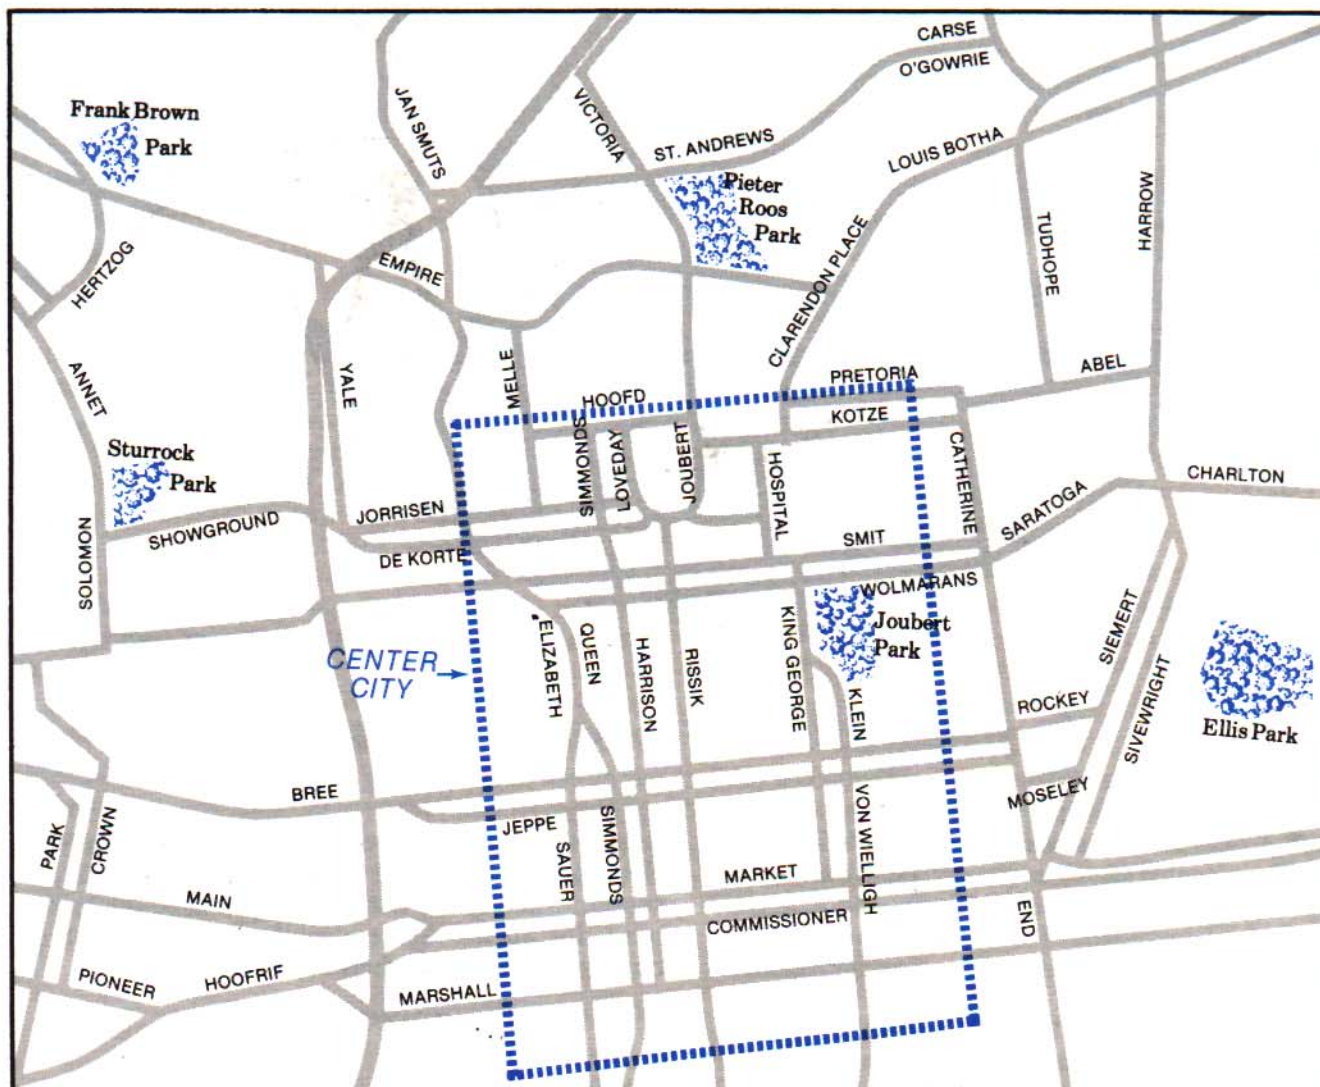 CARSE
O'GOWRIE
Frank Brown
Park
JAN SMUTS
VICTORIA
ST. ANDREWS
LOUIS BOTHA
HARROW
Pieter
Roos
Park
TUDHOPE
HERTZOG
EMPIRE
CLARENDON PLACE
ANNET
YALE
MELLE
HOOFD
PRETORIA
ABEL
KOTZE
SIMMONDS
LOVEDAY
JOUBERT
HOSPITAL
CATHERINE
Sturrock
Park
CHARLTON
SARATOGA
SHOWGROUND
JORRISEN
DE KORTE
SMIT
SOLOMON
WOLMARANS
ELIZABETH
QUEEN
HARRISON
RISSIK
KING GEORGE
Joubert
Park
KLEIN
SIEMERT
SIVEWRIGHT
CENTER
CITY
ROCKEY
Ellis Park
BREE
JEPPE
MOSELEY
PARK
CROWN
SAUER
SIMMONDS
VON WIELLIGH
MARKET
MAIN
COMMISSIONER
END
PIONEER
HOOFRIF
MARSHALL